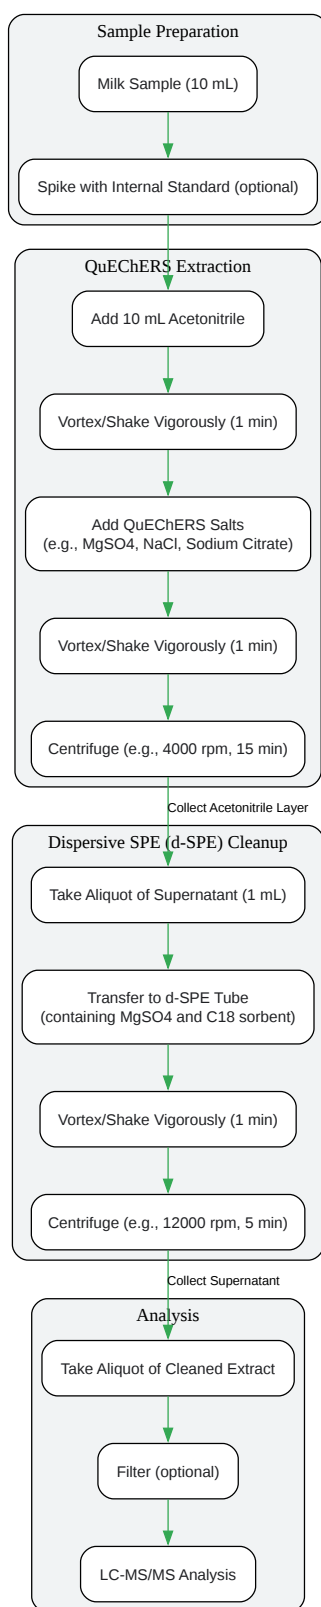 Sample Preparation
Milk Sample (10 mL)
Spike with Internal Standard (optional)
QuEChERS Extraction
Add 10 mL Acetonitrile
Vortex/Shake Vigorously (1 min)
Add QuEChERS Salts
(e.g., MgSO4, NaCl, Sodium Citrate)
Vortex/Shake Vigorously (1 min)
Centrifuge (e.g., 4000 rpm, 15 min)
Collect Acetonitrile Layer
Dispersive SPE (d-SPE) Cleanup
Take Aliquot of Supernatant (1 mL)
Transfer to d-SPE Tube
(containing MgSO4 and C18 sorbent)
Vortex/Shake Vigorously (1 min)
Centrifuge (e.g., 12000 rpm, 5 min)
Collect Supernatant
Analysis
Take Aliquot of Cleaned Extract
Filter (optional)
LC-MS/MS Analysis